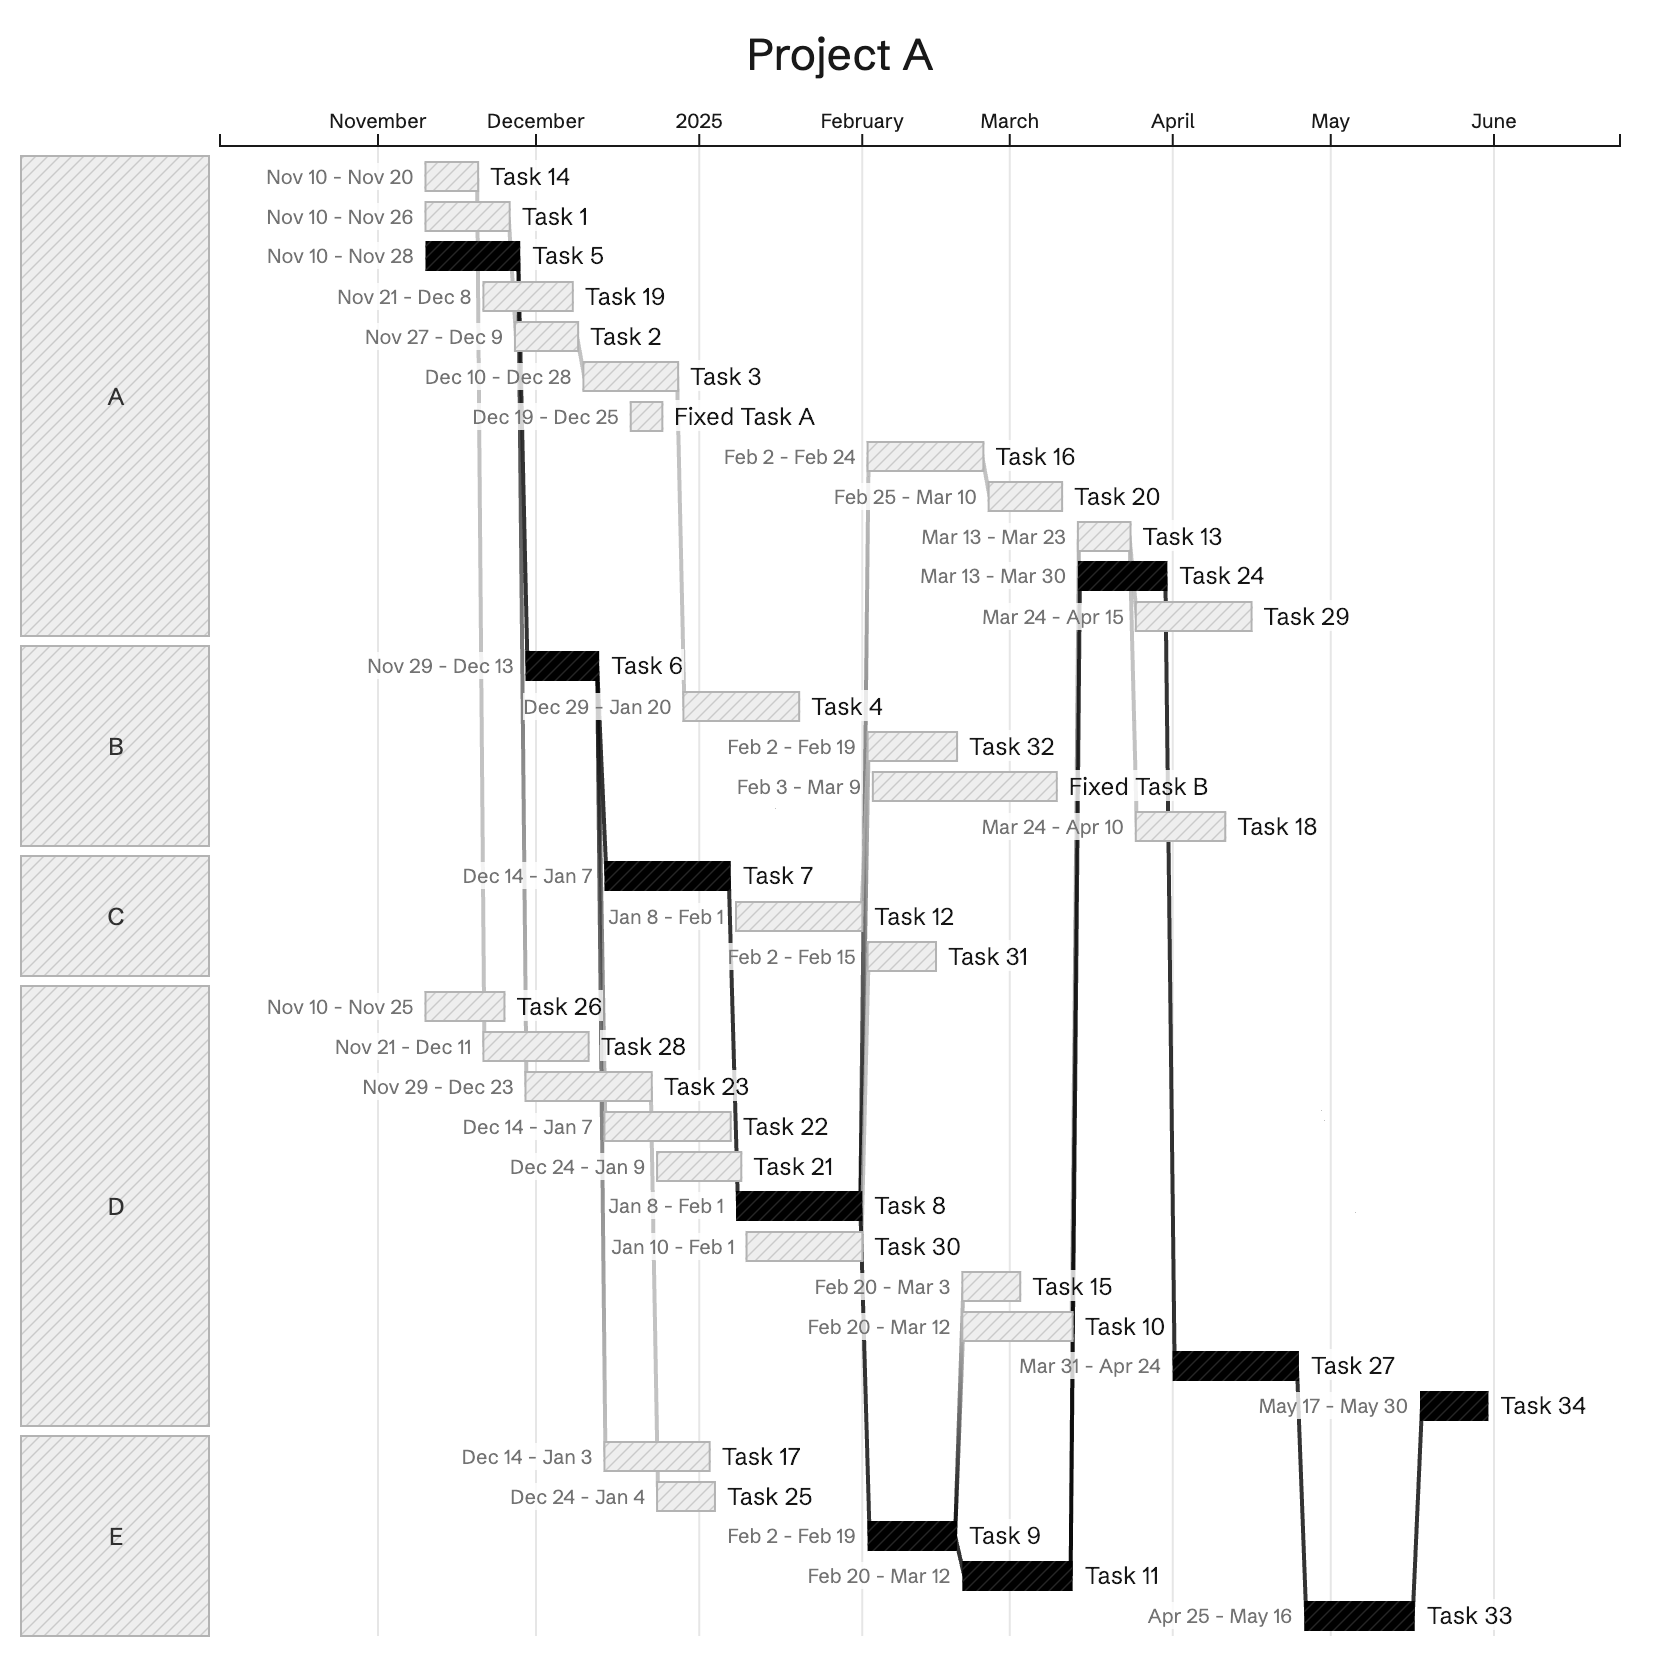 Project A
November December 2025 February March April May June
A
Nov 10 - Nov 20 Task 14
Nov 10 - Nov 26 Task 1
Nov 10 - Nov 28 Task 5
Nov 21 - Dec 8 Task 19
Nov 27 - Dec 9 Task 2
Dec 10 - Dec 28 Task 3
Dec 19 - Dec 25 Fixed Task A
Feb 2 - Feb 24 Task 16
Feb 25 - Mar 10 Task 20
Mar 13 - Mar 23 Task 13
Mar 13 - Mar 30 Task 24
Mar 24 - Apr 15 Task 29
B
Nov 29 - Dec 13 Task 6
Dec 29 - Jan 20 Task 4
Feb 2 - Feb 19 Task 32
Feb 3 - Mar 9 Fixed Task B
Mar 24 - Apr 10 Task 18
C
Dec 14 - Jan 7 Task 7
Jan 8 - Feb 1 Task 12
Feb 2 - Feb 15 Task 31
D
Nov 10 - Nov 25 Task 26
Nov 21 - Dec 11 Task 28
Nov 29 - Dec 23 Task 23
Dec 14 - Jan 7 Task 22
Dec 24 - Jan 9 Task 21
Jan 8 - Feb 1 Task 8
Jan 10 - Feb 1 Task 30
Feb 20 - Mar 3 Task 15
Feb 20 - Mar 12 Task 10
Mar 31 - Apr 24 Task 27
May 17 - May 30 Task 34
E
Dec 14 - Jan 3 Task 17
Dec 24 - Jan 4 Task 25
Feb 2 - Feb 19 Task 9
Feb 20 - Mar 12 Task 11
Apr 25 - May 16 Task 33